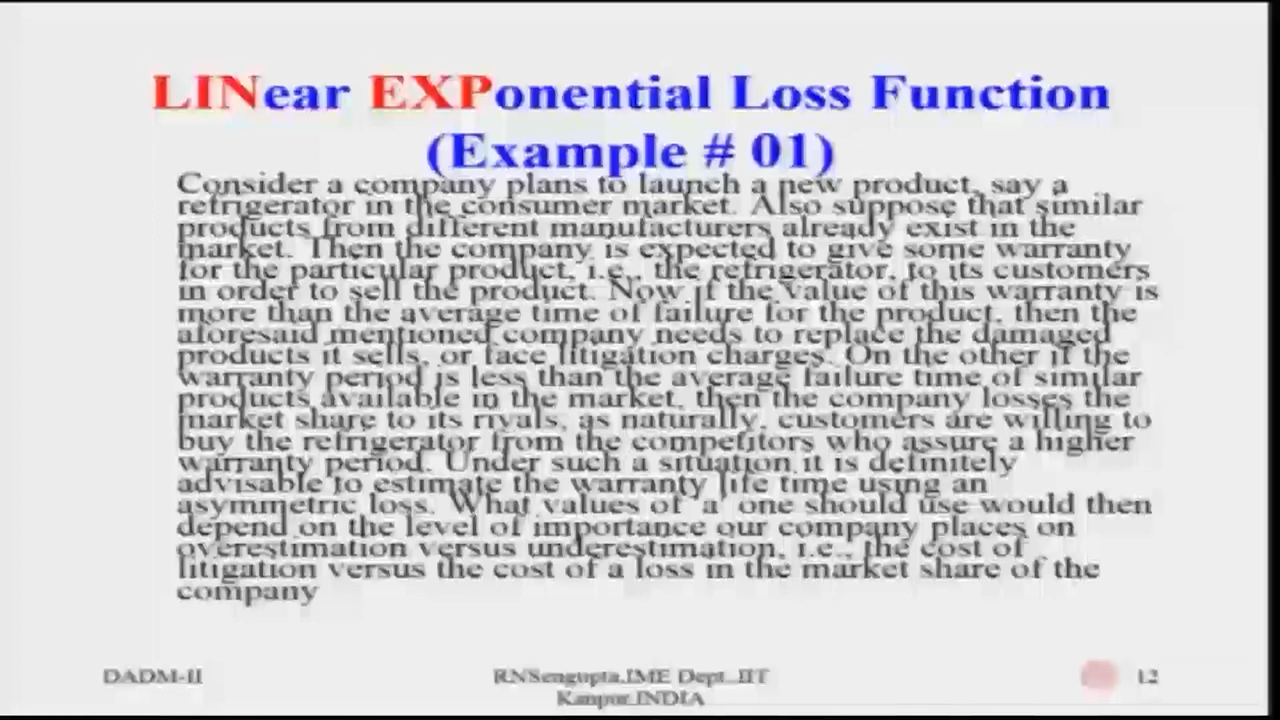 LINear EXPonential Loss Function
(Example # 01)
Consider a company plans to launch a new product, say a
refrigerator in the consumer market. Also suppose that similar
products from different manufacturers already exist in the
market. Then the company is expected to give some warranty
for the particular product, i.e., the refrigerator, to its customers
in order to sell the product. Now if the value of this warranty is
more than the average time of failure for the product, then the
aforesaid mentioned company needs to replace the damaged
products it sells, or face litigation charges. On the other if the
warranty period is less than the average failure time of similar
products available in the market, then the company losses the
market share to its rivals, as naturally, customers are willing to
buy the refrigerator from the competitors who assure a higher
warranty period. Under such a situation it is definitely
advisable to estimate the warranty life time using an
asymmetric loss. What values of 'a' one should use would then
depend on the level of importance our company places on
overestimation versus underestimation, i.e., the cost of
litigation versus the cost of a loss in the market share of the
company
DADM-II
RNSengupta,IME Dept.,IIT
Kanpur,INDIA
12